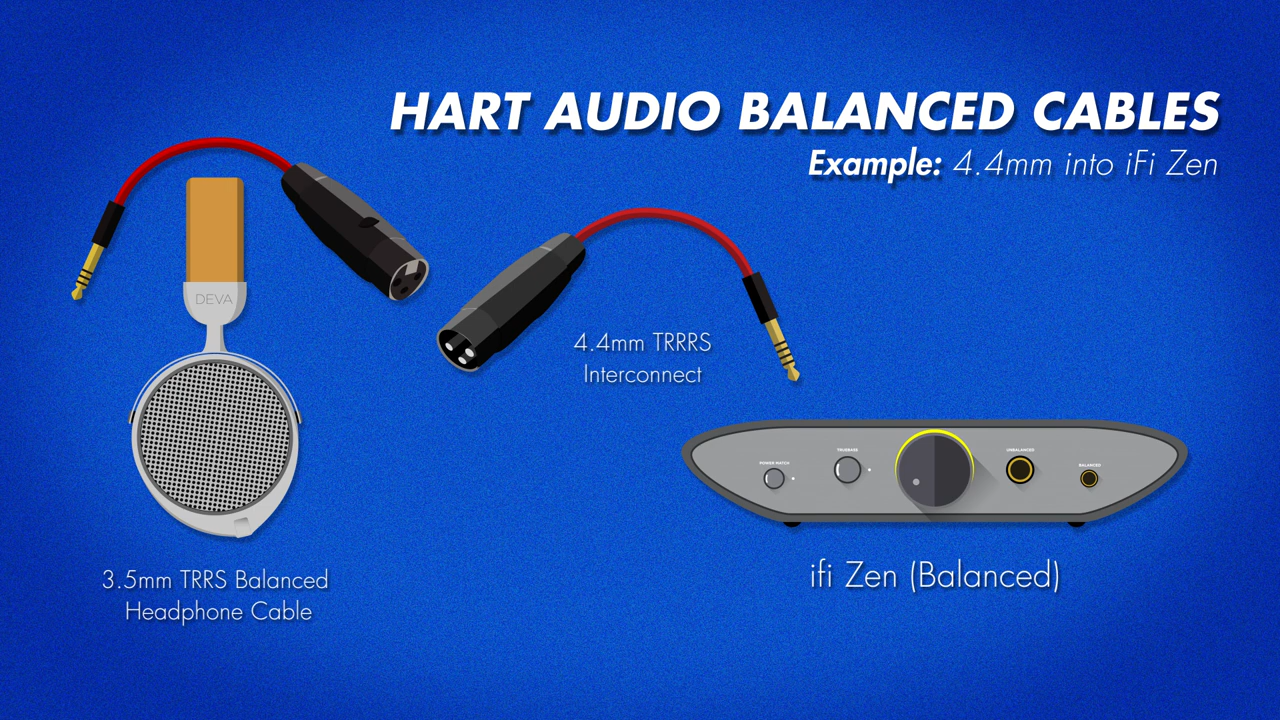 HART AUDIO BALANCED CABLES
Example: 4.4mm into iFi Zen
DEVA
4.4mm TRRRS
Interconnect
POWER MATCH
TRUEBASS
UNBALANCED
BALANCED
3.5mm TRRS Balanced
Headphone Cable
ifi Zen (Balanced)